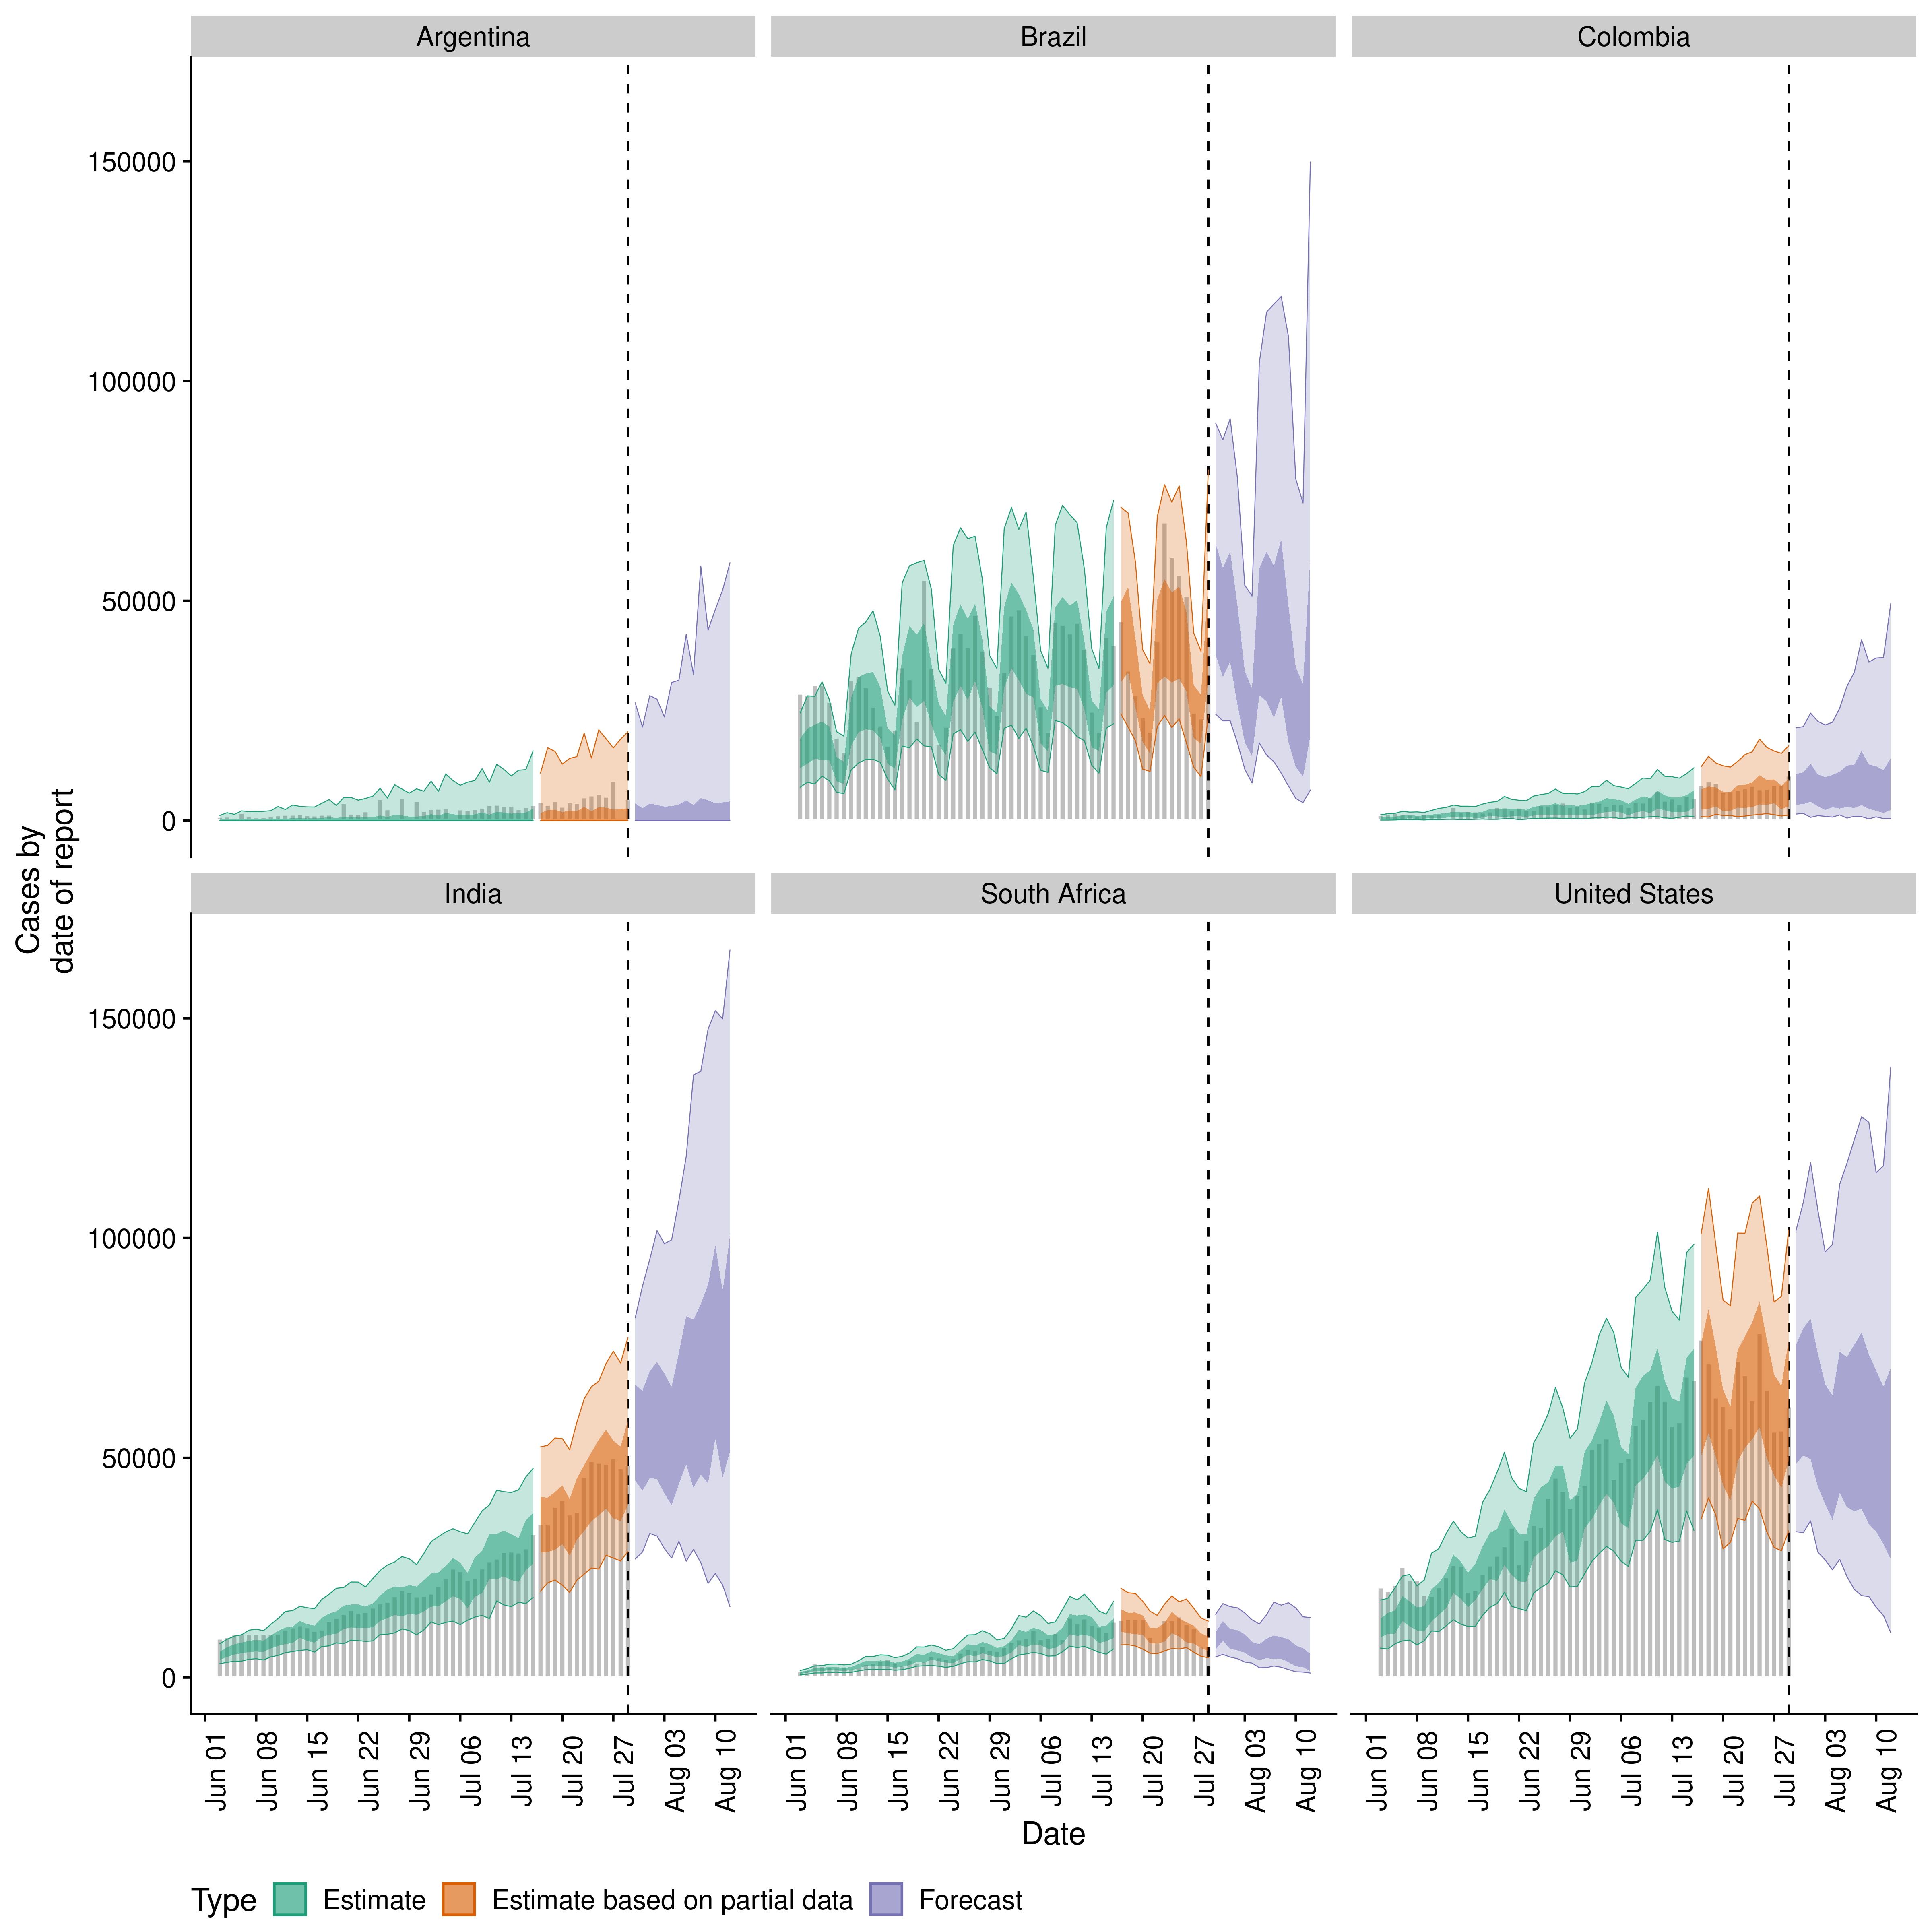 Argentina
Brazil
Colombia
150000
100000
50000
0
India
South Africa
United States
150000
100000
50000
0
Cases by
date of report
Jun 01
Jun 08
Jun 15
Jun 22
Jun 29
Jul 06
Jul 13
Jul 20
Jul 27
Aug 03
Aug 10
Jun 01
Jun 08
Jun 15
Jun 22
Jun 29
Jul 06
Jul 13
Jul 20
Jul 27
Aug 03
Aug 10
Jun 01
Jun 08
Jun 15
Jun 22
Jun 29
Jul 06
Jul 13
Jul 20
Jul 27
Aug 03
Aug 10
Date
Type Estimate Estimate based on partial data Forecast